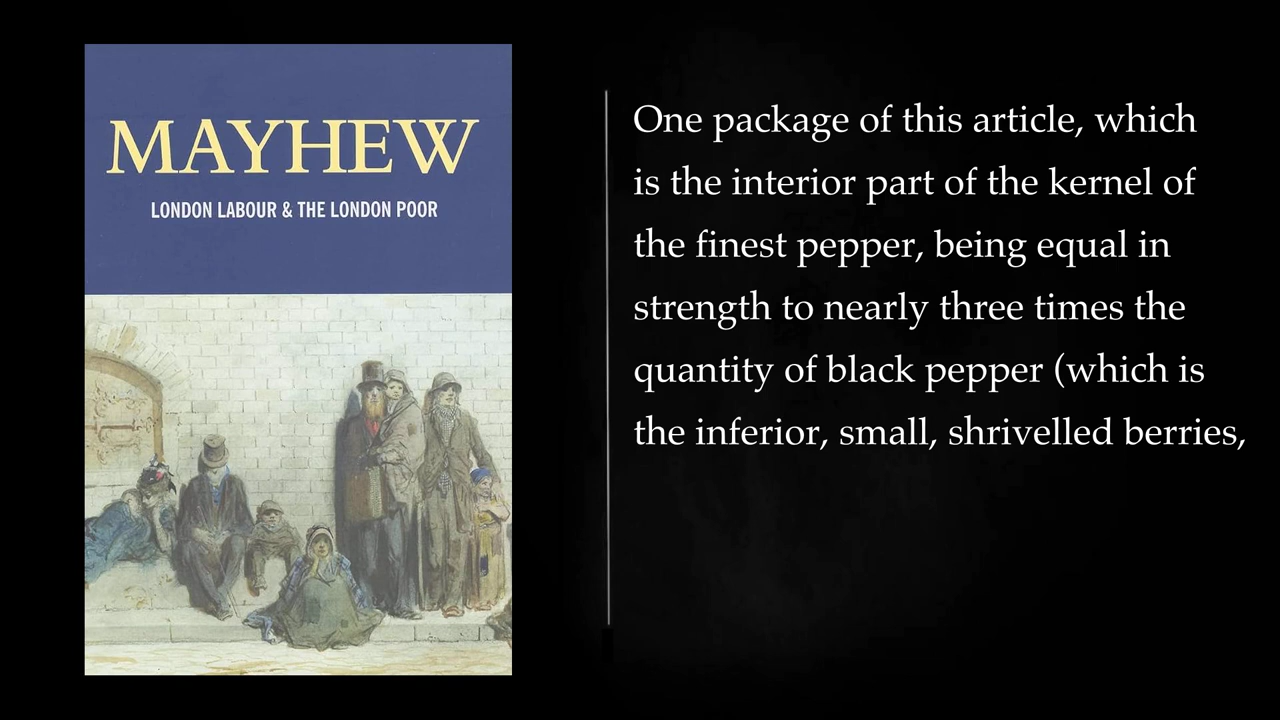 MAYHEW
LONDON LABOUR & THE LONDON POOR
One package of this article, which
is the interior part of the kernel of
the finest pepper, being equal in
strength to nearly three times the
quantity of black pepper (which is
the inferior, small, shrivelled berries,